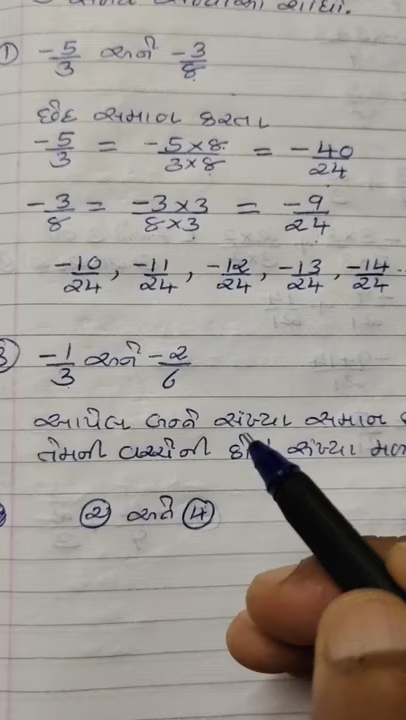 ① -5/3 અને -3/8
છેદ સમાન કરતા
-5/3 = -5×8/3×8 = -40/24
-3/8 = -3×3/8×3 = -9/24
-10/24, -11/24, -12/24, -13/24, -14/24
-1/3 અને -2/6
આપેલ બન્ને સંખ્યા સમાન
તેમની વચ્ચેની સંખ્યા
② અને ④